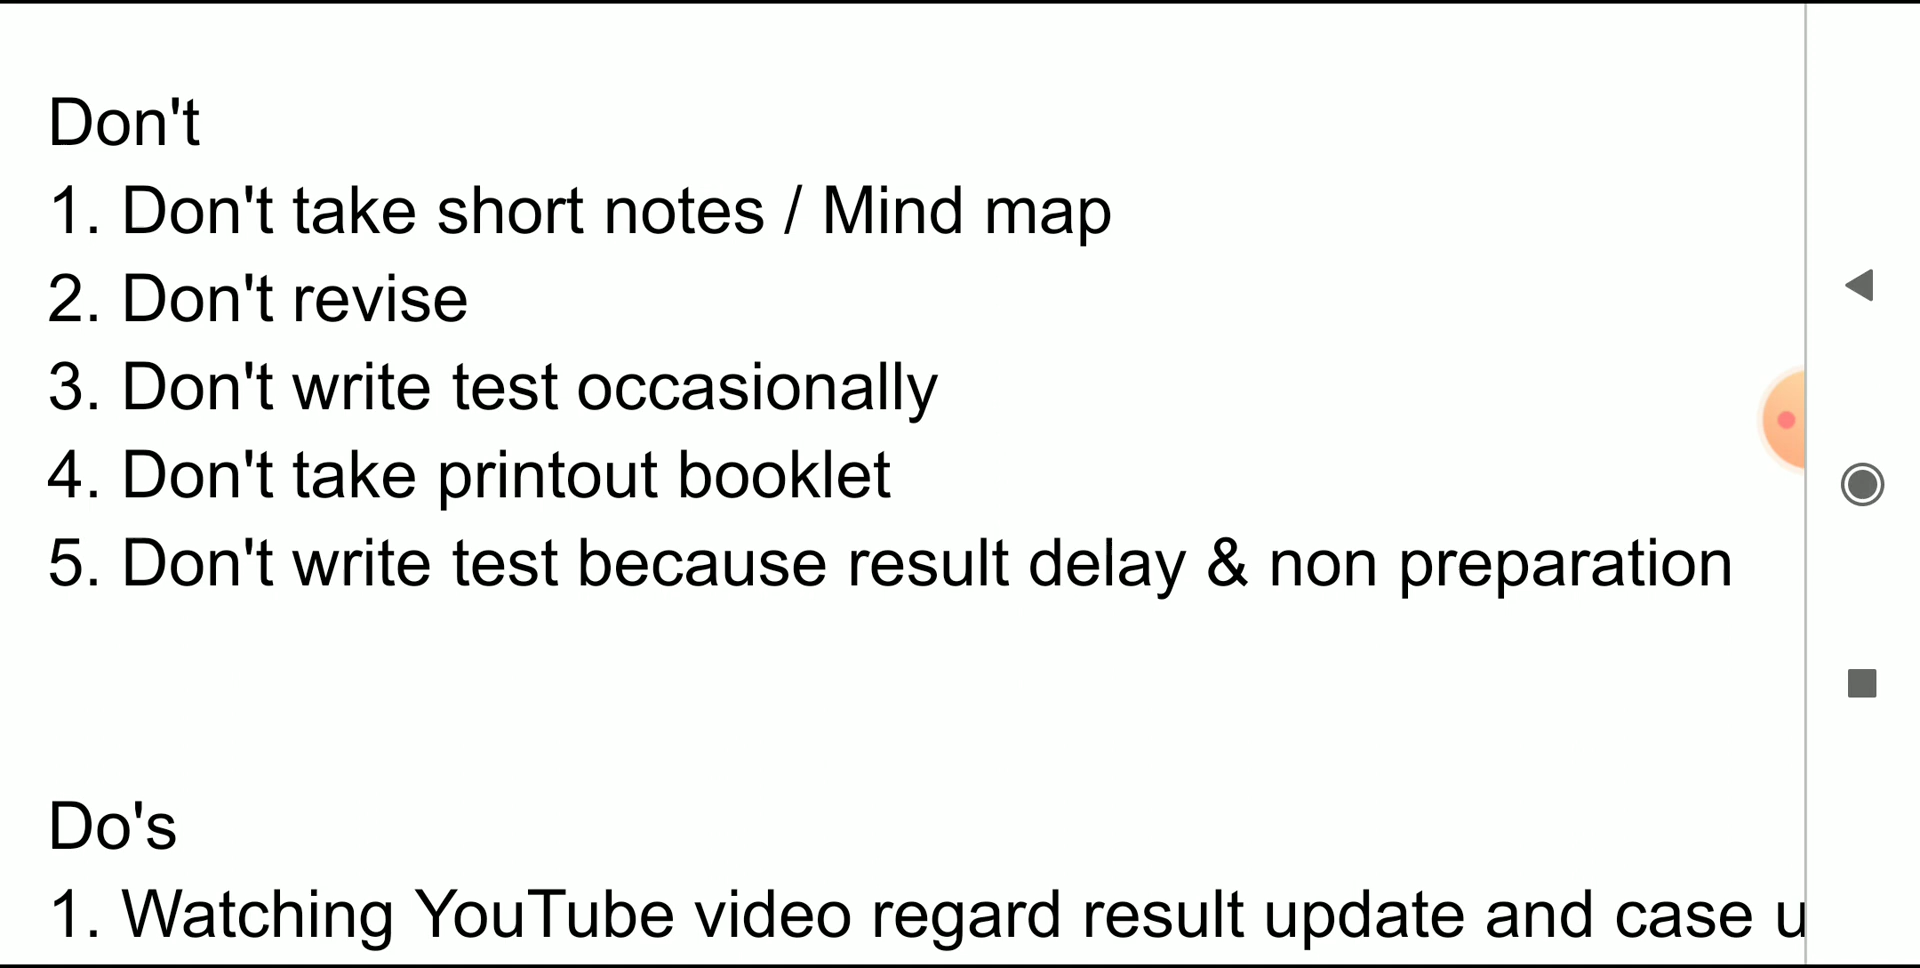 Don't
1. Don't take short notes / Mind map
2. Don't revise
3. Don't write test occasionally
4. Don't take printout booklet
5. Don't write test because result delay & non preparation
Do's
1. Watching YouTube video regard result update and case u